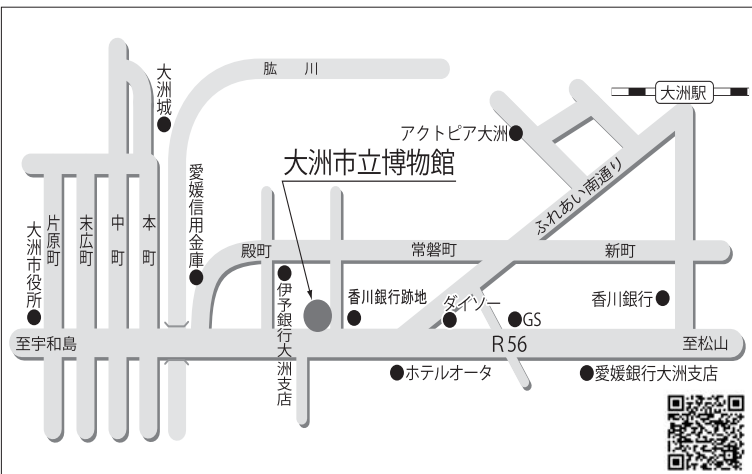 肱川
大洲駅
大洲城
アクトピア大洲
大洲市立博物館
ふれあい南通り
愛媛信用金庫
片原町
末広町
中町
本町
大洲市役所
殿町
常磐町
新町
伊予銀行大洲支店
香川銀行跡地
ダイソー
GS
香川銀行
至宇和島
R56
至松山
ホテルオータ
愛媛銀行大洲支店